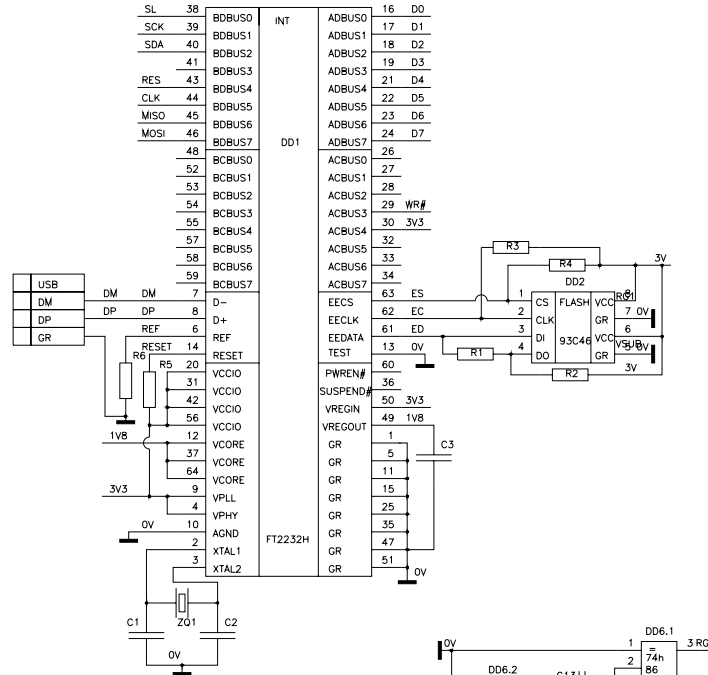 SL 38 BDBUS0 INT ADBUS0 16 D0
SCK 39 BDBUS1 ADBUS1 17 D1
SDA 40 BDBUS2 ADBUS2 18 D2
41 BDBUS3 ADBUS3 19 D3
RES 43 BDBUS4 ADBUS4 21 D4
CLK 44 BDBUS5 ADBUS5 22 D5
MISO 45 BDBUS6 ADBUS6 23 D6
MOSI 46 BDBUS7 DD1 ADBUS7 24 D7
48 BCBUS0 ACBUS0 26
52 BCBUS1 ACBUS1 27
53 BCBUS2 ACBUS2 28
54 BCBUS3 ACBUS3 29 WR#
55 BCBUS4 ACBUS4 30 3V3
57 BCBUS5 ACBUS5 32
58 BCBUS6 ACBUS6 33
59 BCBUS7 ACBUS7 34
R3
R4 3V
DD2
USB
DM DM DM 7 D− EECS 63 ES 1 CS FLASH VCC 8
DP DP DP 8 D+ EECLK 62 EC 2 CLK GR 7 0V
GR REF 6 REF EEDATA 61 ED 3 DI 93C46 VCC 6
RESET 14 RESET TEST 13 0V R1 4 DO GR 5 0V
RG1
VSUB
R2 3V
R6 R5
20 VCCIO PWREN# 60
31 VCCIO SUSPEND# 36
42 VCCIO VREGIN 50 3V3
56 VCCIO VREGOUT 49 1V8
1V8 12 VCORE GR 1 C3
37 VCORE GR 5
64 VCORE GR 11
3V3 9 VPLL GR 15
4 VPHY GR 25
0V 10 AGND GR 35
2 XTAL1 FT2232H GR 47
3 XTAL2 GR 51 0V
C1 ZQ1 C2
0V
0V DD6.1
1 = 3 RG
74h
2 86
DD6.2 C13